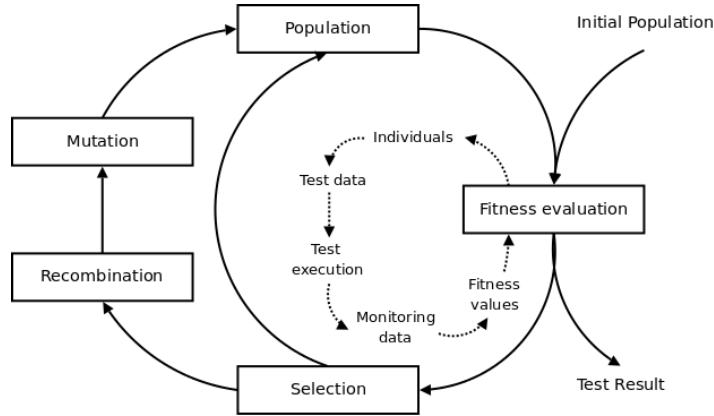 Population
Initial Population
Mutation
Individuals
Test data
Fitness evaluation
Test
execution
Recombination
Fitness
values
Monitoring
data
Selection
Test Result